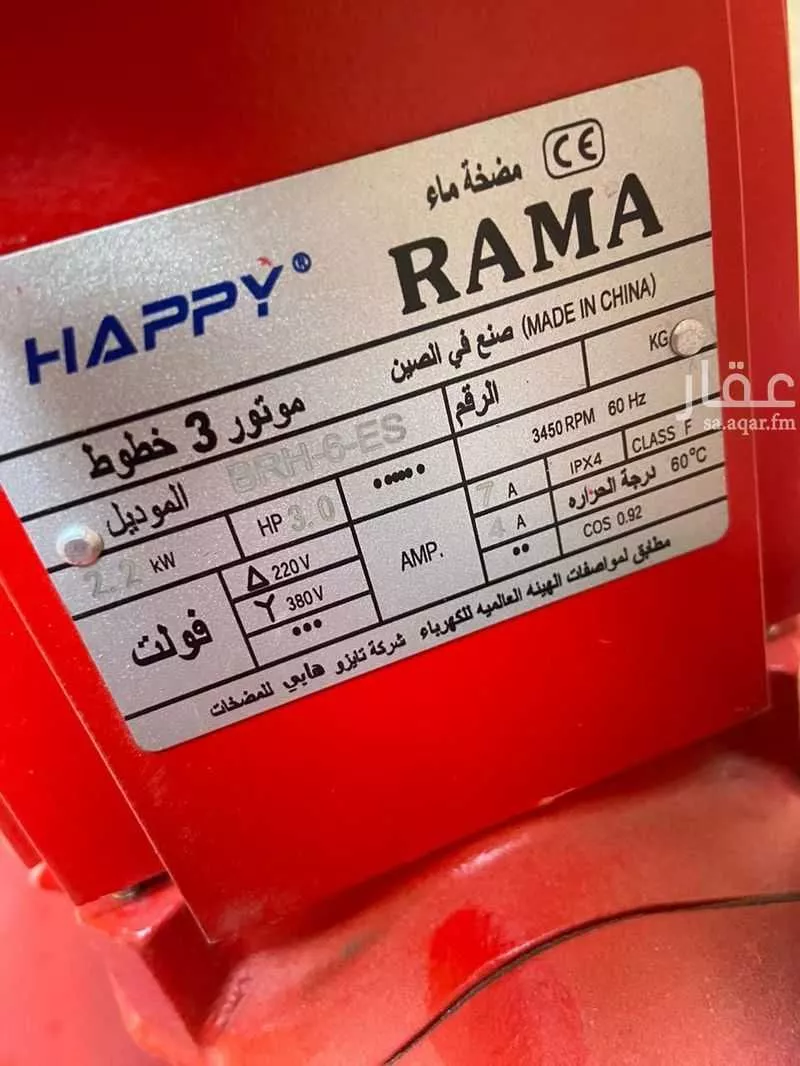 مضخة ماء CE
HAPPY® RAMA
صنع في الصين (MADE IN CHINA)
موتور 3 خطوط
الموديل BRH-6-ES الرقم KG
2.2 kW HP 3.0 ••••• 3450 RPM 60 Hz
فولت Δ 220V AMP. 7 A IPX4 CLASS F
Y 380V 4 A درجة الحراره 60°C
••• •• COS 0.92
مطابق لمواصفات الهيئه العالميه للكهرباء شركة تايزو هابي للمضخات
عقار
sa.aqar.fm